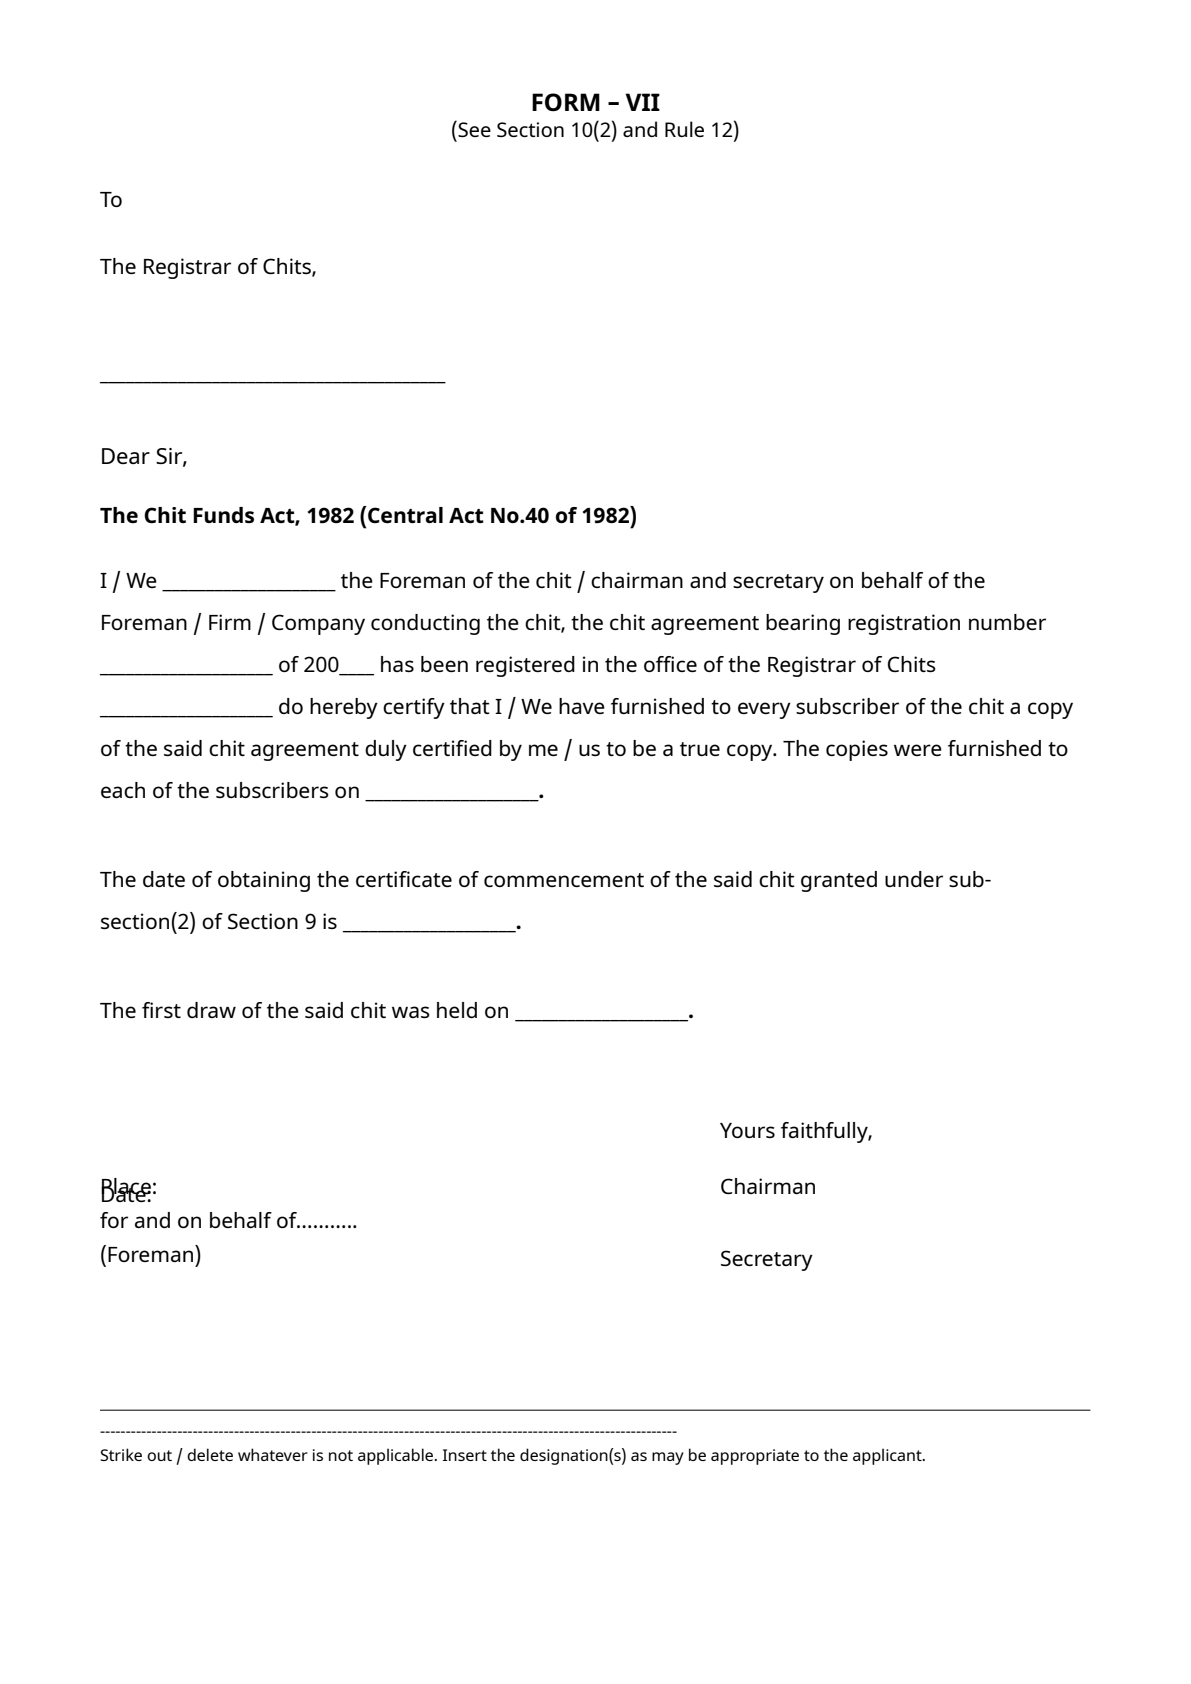 FORM – VII
(See Section 10(2) and Rule 12)
To
The Registrar of Chits,
________________________________________
Dear Sir,
The Chit Funds Act, 1982 (Central Act No.40 of 1982)
I / We ____________________ the Foreman of the chit / chairman and secretary on behalf of the
Foreman / Firm / Company conducting the chit, the chit agreement bearing registration number
____________________ of 200____ has been registered in the office of the Registrar of Chits
____________________ do hereby certify that I / We have furnished to every subscriber of the chit a copy
of the said chit agreement duly certified by me / us to be a true copy. The copies were furnished to
each of the subscribers on ____________________.
The date of obtaining the certificate of commencement of the said chit granted under sub-
section(2) of Section 9 is ____________________.
The first draw of the said chit was held on ____________________.
Yours faithfully,
Place:
Chairman
Date:
for and on behalf of...........
(Foreman)
Secretary
----------------------------------------------------------------------------------------------------------------
Strike out / delete whatever is not applicable. Insert the designation(s) as may be appropriate to the applicant.